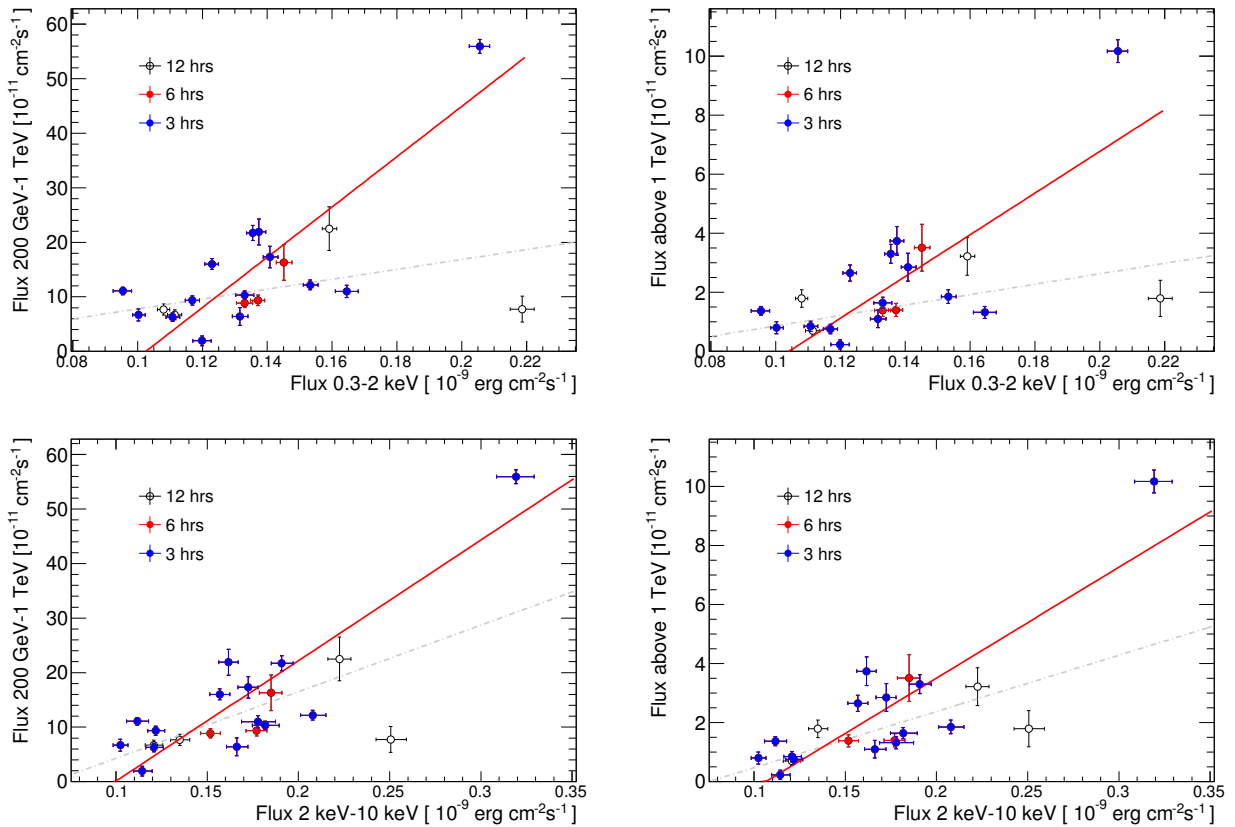 Flux 200 GeV-1 TeV [10⁻¹¹ cm⁻²s⁻¹]
60
50
40
30
20
10
0
12 hrs
6 hrs
3 hrs
0.08 0.1 0.12 0.14 0.16 0.18 0.2 0.22
Flux 0.3-2 keV [ 10⁻⁹ erg cm⁻²s⁻¹]
Flux above 1 TeV [10⁻¹¹ cm⁻²s⁻¹]
10
8
6
4
2
0
12 hrs
6 hrs
3 hrs
0.08 0.1 0.12 0.14 0.16 0.18 0.2 0.22
Flux 0.3-2 keV [ 10⁻⁹ erg cm⁻²s⁻¹]
Flux 200 GeV-1 TeV [10⁻¹¹ cm⁻²s⁻¹]
60
50
40
30
20
10
0
12 hrs
6 hrs
3 hrs
0.1 0.15 0.2 0.25 0.3 0.35
Flux 2 keV-10 keV [ 10⁻⁹ erg cm⁻²s⁻¹]
Flux above 1 TeV [10⁻¹¹ cm⁻²s⁻¹]
10
8
6
4
2
0
12 hrs
6 hrs
3 hrs
0.1 0.15 0.2 0.25 0.3 0.35
Flux 2 keV-10 keV [ 10⁻⁹ erg cm⁻²s⁻¹]